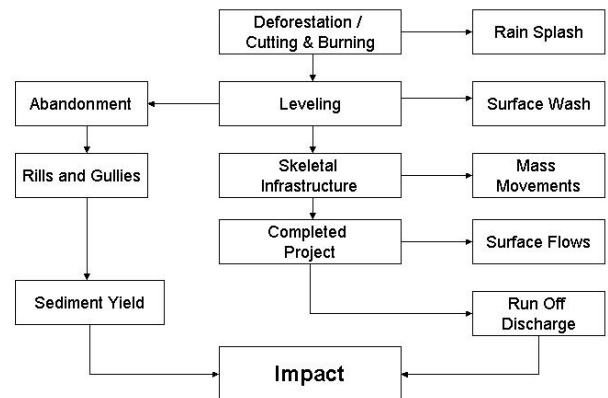 Deforestation /
Cutting & Burning
Rain Splash
Abandonment
Leveling
Surface Wash
Rills and Gullies
Skeletal
Infrastructure
Mass
Movements
Completed
Project
Surface Flows
Sediment Yield
Run Off
Discharge
Impact